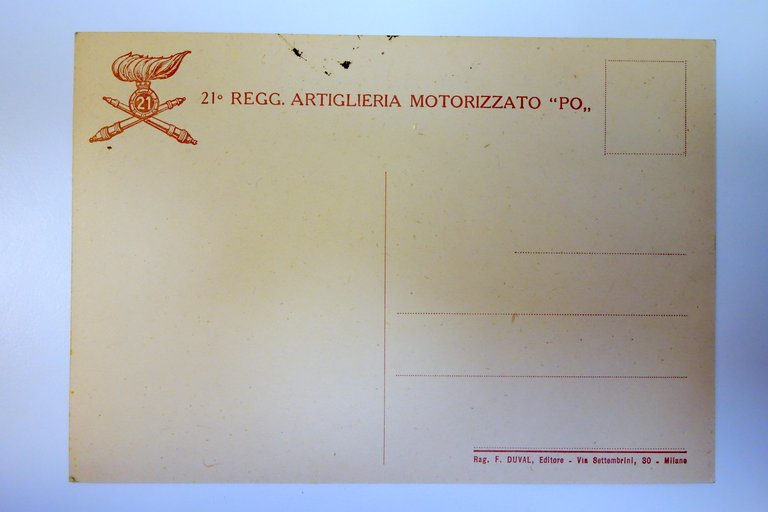 21
21° REGG. ARTIGLIERIA MOTORIZZATO "PO„
Rag. F. DUVAL, Editore - Via Settembrini, 30 - Milano